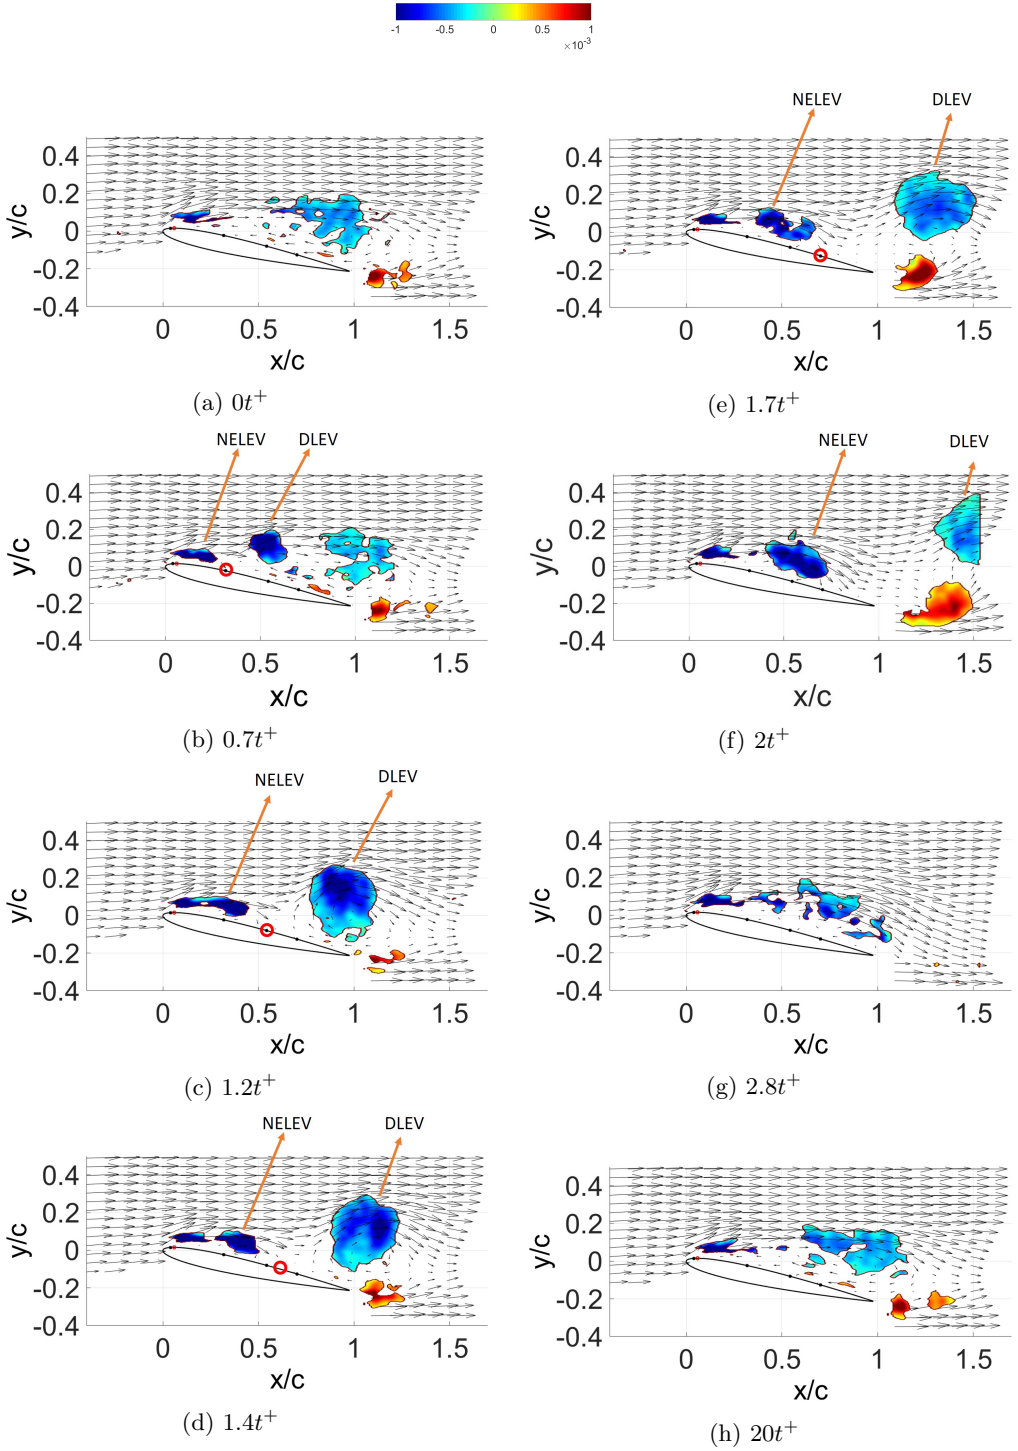 -1 -0.5 0 0.5 1
×10⁻³
y/c
0.4
0.2
0
-0.2
-0.4
0 0.5 1 1.5
x/c
(a) 0t⁺
NELEV DLEV
y/c
0.4
0.2
0
-0.2
-0.4
0 0.5 1 1.5
x/c
(e) 1.7t⁺
NELEV DLEV
y/c
0.4
0.2
0
-0.2
-0.4
0 0.5 1 1.5
x/c
(b) 0.7t⁺
NELEV DLEV
y/c
0.4
0.2
0
-0.2
-0.4
0 0.5 1 1.5
x/c
(f) 2t⁺
NELEV DLEV
y/c
0.4
0.2
0
-0.2
-0.4
0 0.5 1 1.5
x/c
(c) 1.2t⁺
y/c
0.4
0.2
0
-0.2
-0.4
0 0.5 1 1.5
x/c
(g) 2.8t⁺
NELEV DLEV
y/c
0.4
0.2
0
-0.2
-0.4
0 0.5 1 1.5
x/c
(d) 1.4t⁺
y/c
0.4
0.2
0
-0.2
-0.4
0 0.5 1 1.5
x/c
(h) 20t⁺